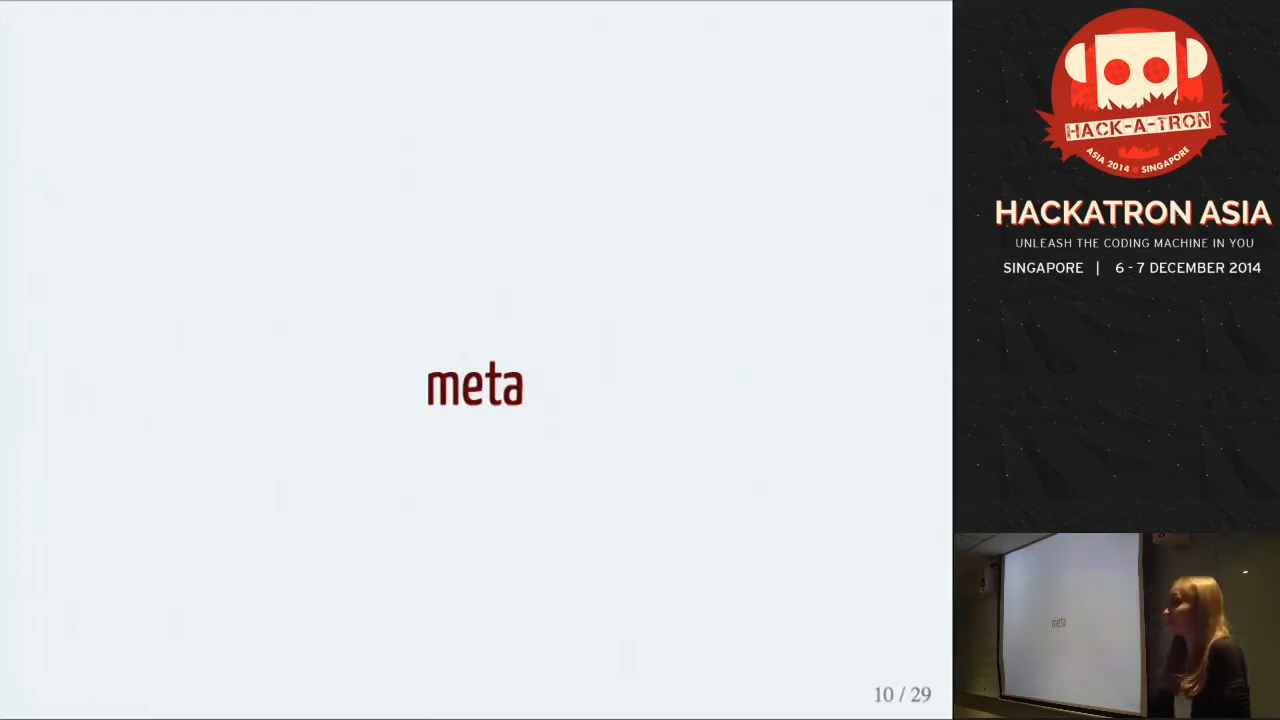 meta
10 / 29
HACK-A-TRON
ASIA 2014 SINGAPORE
HACKATRON ASIA
UNLEASH THE CODING MACHINE IN YOU
SINGAPORE | 6 - 7 DECEMBER 2014
meta